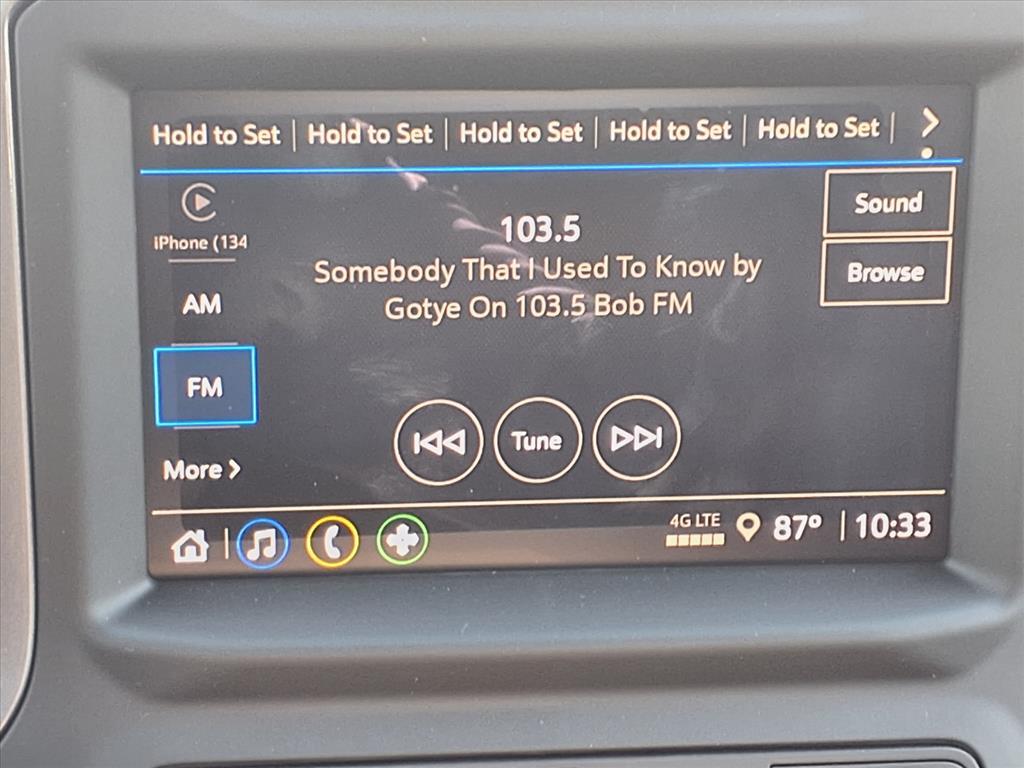 Hold to Set | Hold to Set | Hold to Set | Hold to Set | Hold to Set |
iPhone (134
AM
FM
More
103.5
Somebody That I Used To Know by
Gotye On 103.5 Bob FM
Sound
Browse
Tune
4G LTE
87° | 10:33